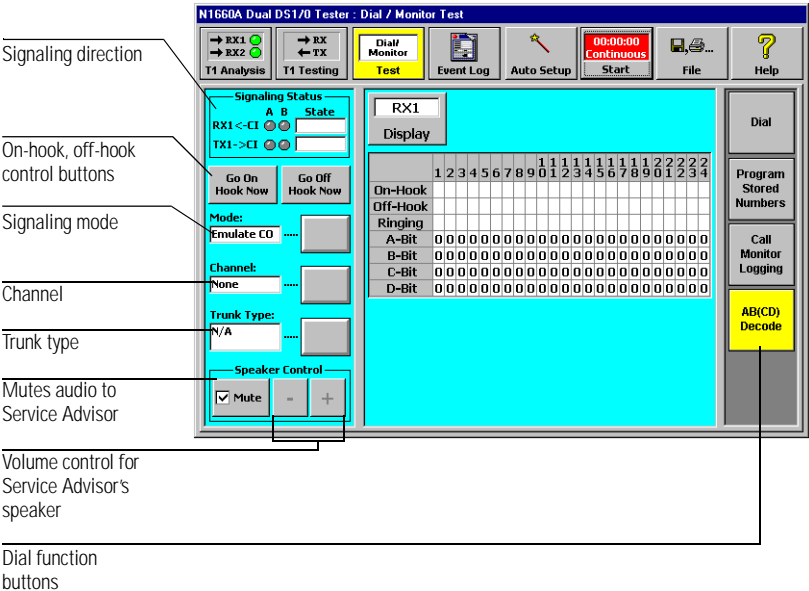 N1660A Dual DS1/0 Tester : Dial / Monitor Test
→ RX1
→ RX2
T1 Analysis
→ RX
← TX
T1 Testing
Dial/
Monitor
Test
Event Log
Auto Setup
00:00:00
Continuous
Start
...
File
?
Help
Signaling direction
On-hook, off-hook
control buttons
Signaling mode
Channel
Trunk type
Mutes audio to
Service Advisor
Volume control for
Service Advisor's
speaker
Dial function
buttons
Signaling Status
A B State
RX1<-CI
TX1->CI
Go On
Hook Now
Go Off
Hook Now
Mode:
Emulate CO .....
Channel:
None .....
Trunk Type:
N/A .....
Speaker Control
Mute - +
RX1
Display
1 2 3 4 5 6 7 8 9 10 11 12 13 14 15 16 17 18 19 20 21 22 23 24
On-Hook
Off-Hook
Ringing
A-Bit 0 0 0 0 0 0 0 0 0 0 0 0 0 0 0 0 0 0 0 0 0 0 0 0
B-Bit 0 0 0 0 0 0 0 0 0 0 0 0 0 0 0 0 0 0 0 0 0 0 0 0
C-Bit 0 0 0 0 0 0 0 0 0 0 0 0 0 0 0 0 0 0 0 0 0 0 0 0
D-Bit 0 0 0 0 0 0 0 0 0 0 0 0 0 0 0 0 0 0 0 0 0 0 0 0
Dial
Program
Stored
Numbers
Call
Monitor
Logging
AB(CD)
Decode